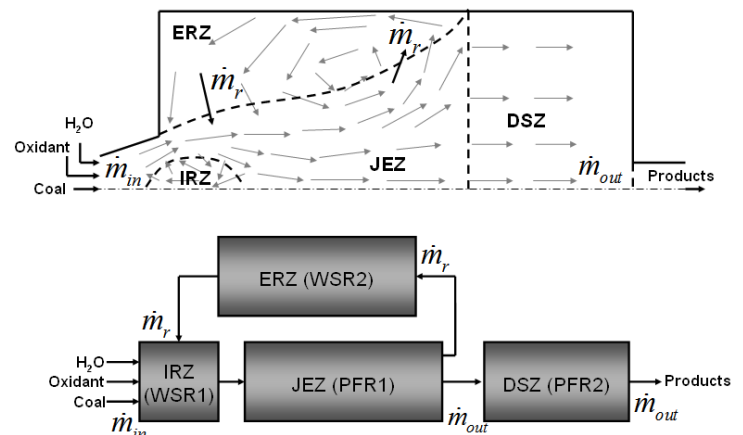 ERZ
ṁr
ṁr
H₂O
Oxidant
DSZ
ṁin
IRZ
JEZ
ṁout
Products
Coal
ERZ (WSR2)
ṁr
ṁr
H₂O
Oxidant
Coal
IRZ
(WSR1)
JEZ (PFR1)
DSZ (PFR2)
Products
ṁin
ṁout
ṁout